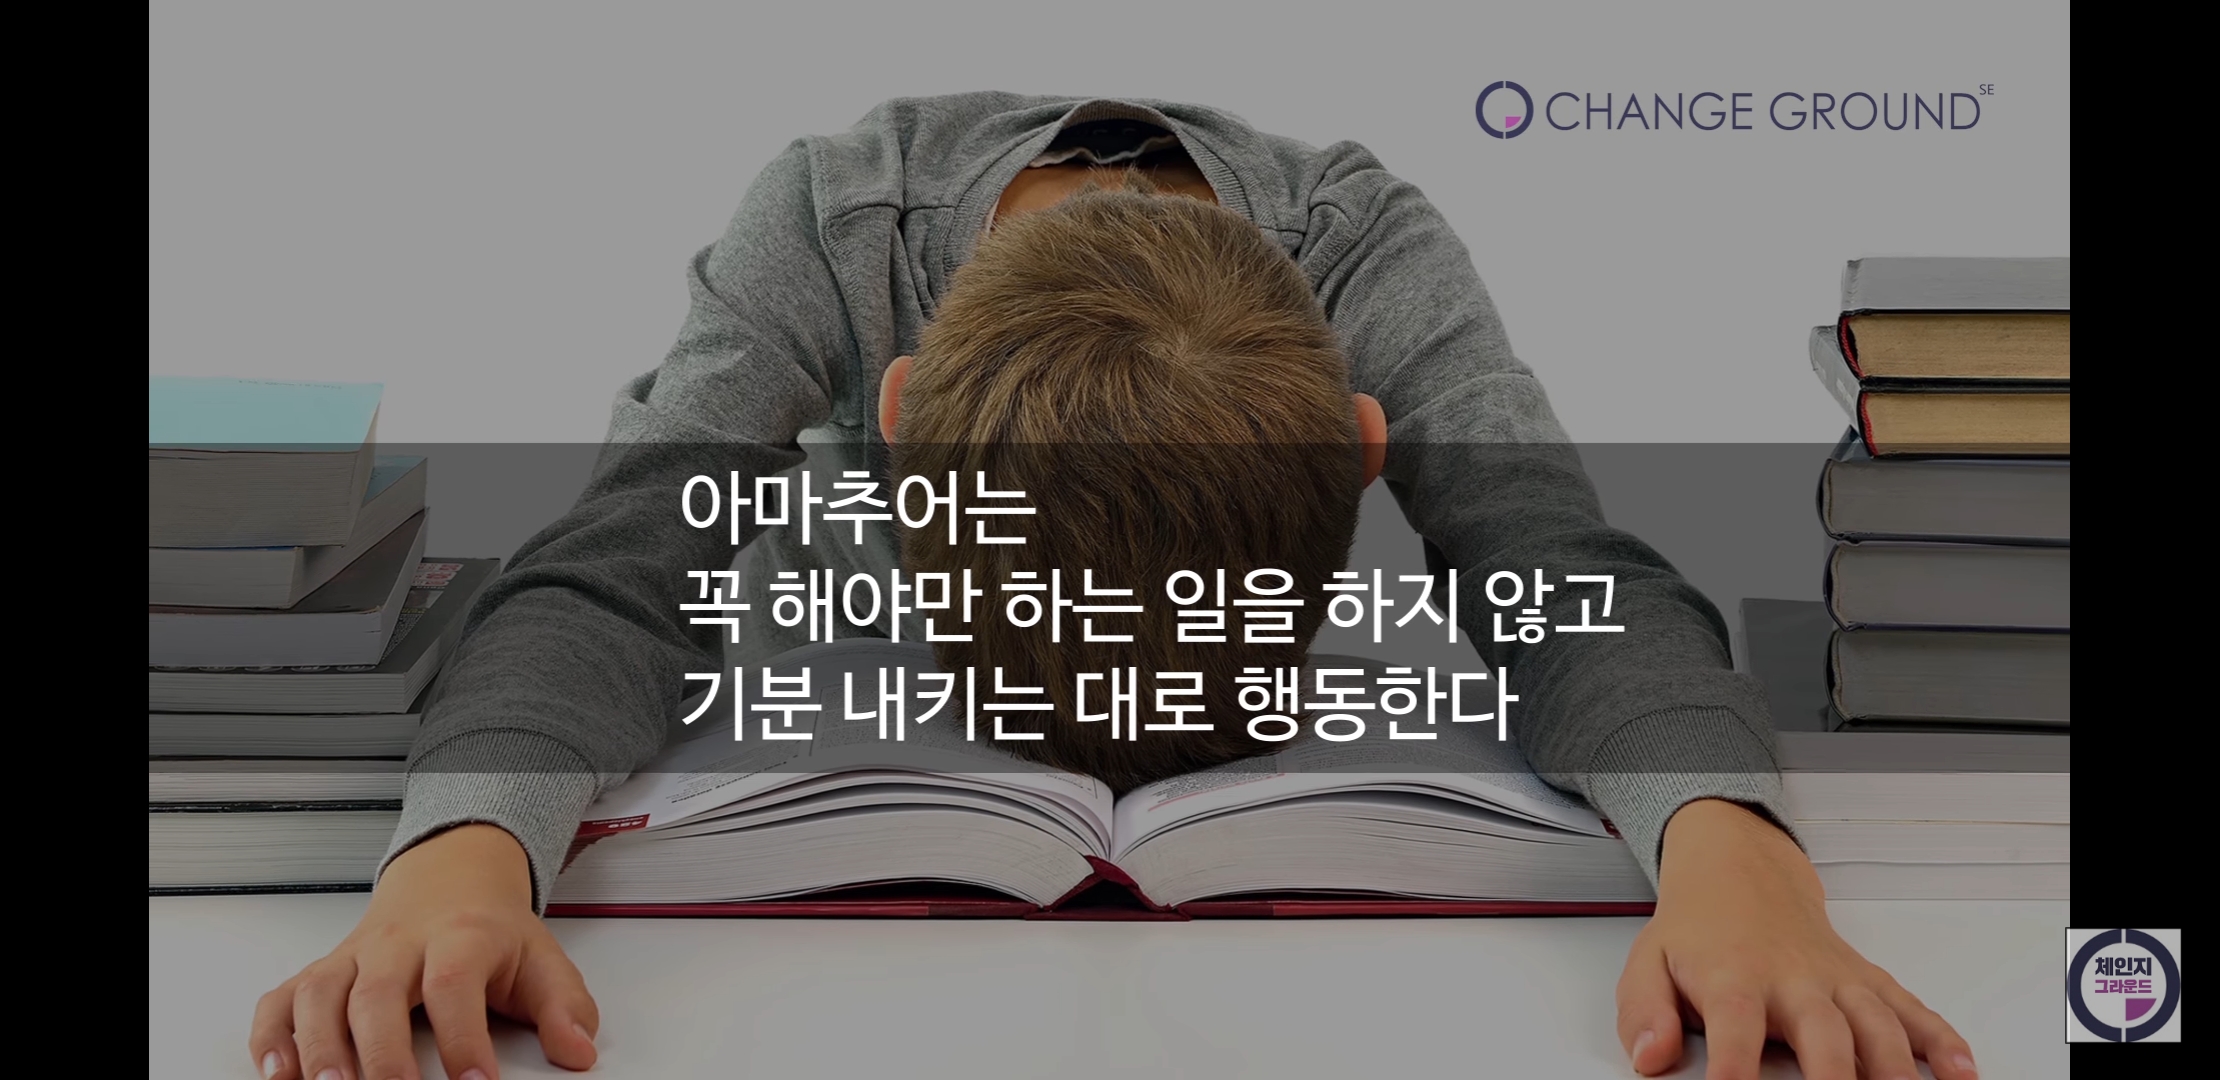 CHANGE GROUND SE
아마추어는
꼭 해야만 하는 일을 하지 않고
기분 내키는 대로 행동한다
체인지
그라운드